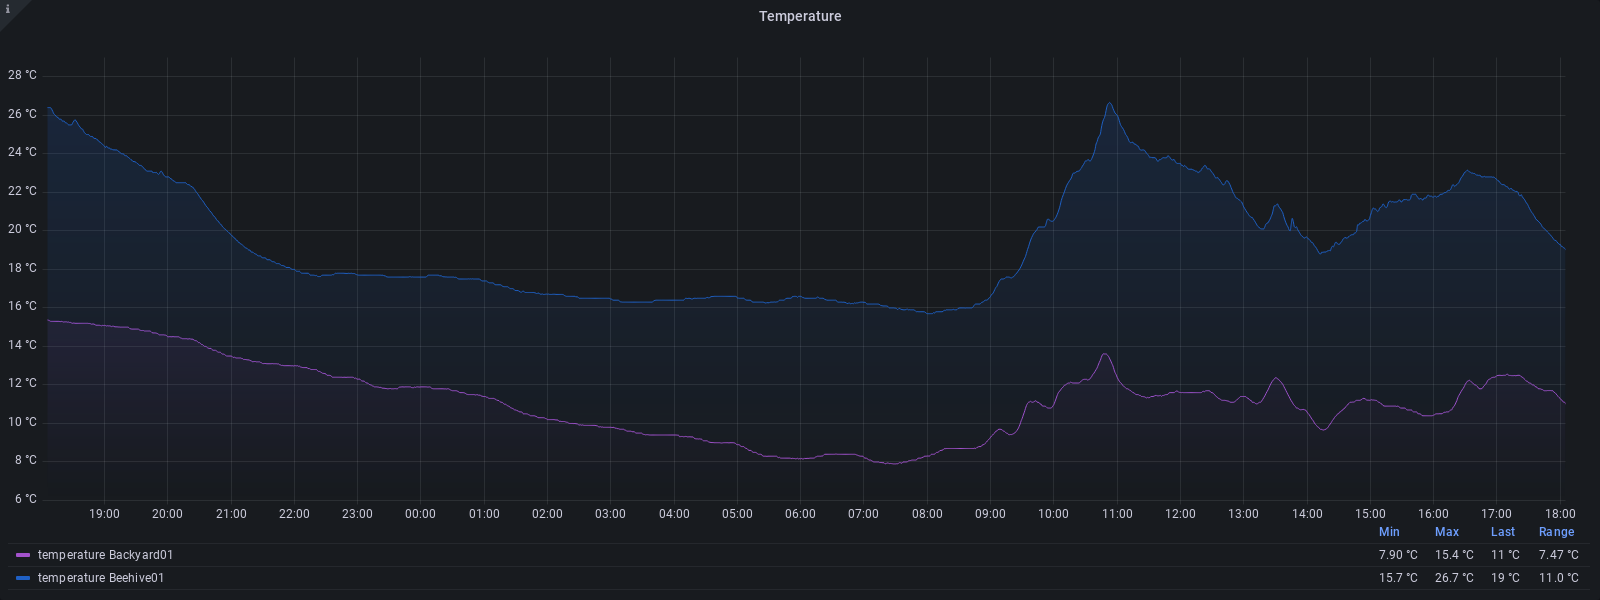 i
Temperature
28 °C
26 °C
24 °C
22 °C
20 °C
18 °C
16 °C
14 °C
12 °C
10 °C
8 °C
6 °C
19:00 20:00 21:00 22:00 23:00 00:00 01:00 02:00 03:00 04:00 05:00 06:00 07:00 08:00 09:00 10:00 11:00 12:00 13:00 14:00 15:00 16:00 17:00 18:00
Min Max Last Range
temperature Backyard01 7.90 °C 15.4 °C 11 °C 7.47 °C
temperature Beehive01 15.7 °C 26.7 °C 19 °C 11.0 °C